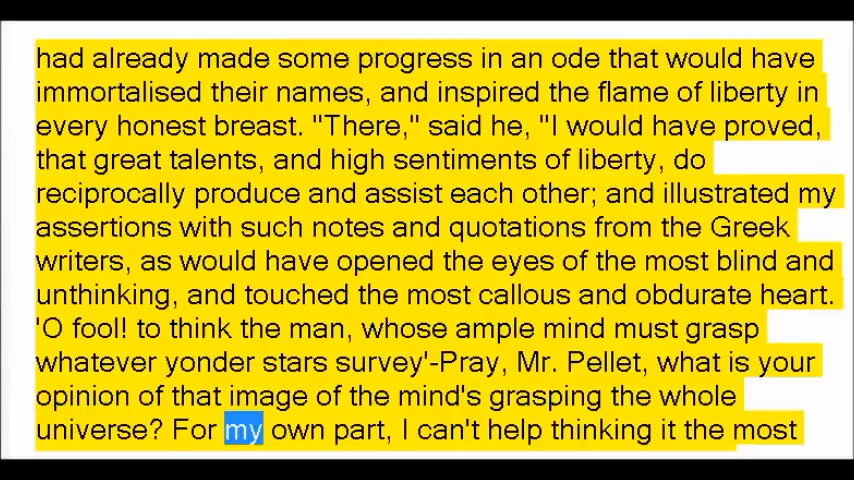 had already made some progress in an ode that would have
immortalised their names, and inspired the flame of liberty in
every honest breast. "There," said he, "I would have proved,
that great talents, and high sentiments of liberty, do
reciprocally produce and assist each other; and illustrated my
assertions with such notes and quotations from the Greek
writers, as would have opened the eyes of the most blind and
unthinking, and touched the most callous and obdurate heart.
'O fool! to think the man, whose ample mind must grasp
whatever yonder stars survey'-Pray, Mr. Pellet, what is your
opinion of that image of the mind's grasping the whole
universe? For my own part, I can't help thinking it the most